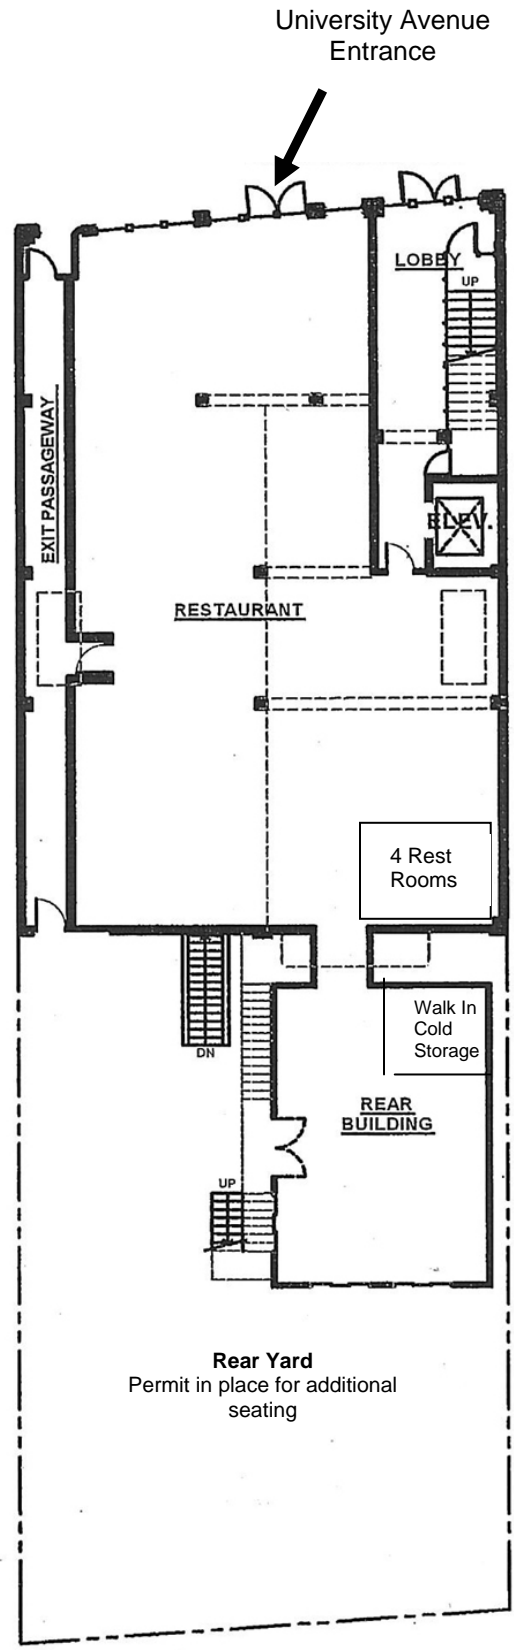 University Avenue
Entrance
LOBBY
UP
EXIT PASSAGEWAY
ELEV.
RESTAURANT
4 Rest
Rooms
Walk In
Cold
Storage
DN
REAR
BUILDING
UP
Rear Yard
Permit in place for additional
seating